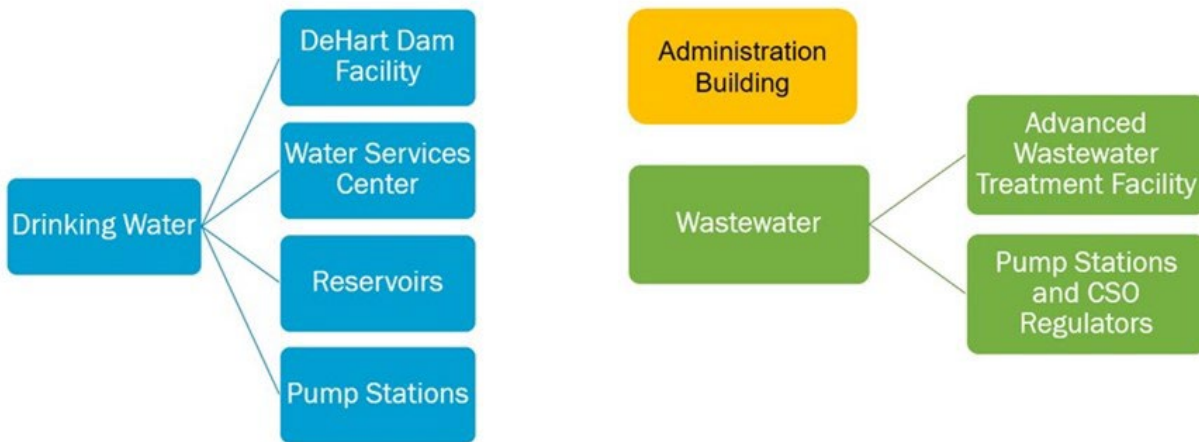 DeHart Dam
Facility
Water Services
Center
Drinking Water
Reservoirs
Pump Stations
Administration
Building
Wastewater
Advanced
Wastewater
Treatment Facility
Pump Stations
and CSO
Regulators